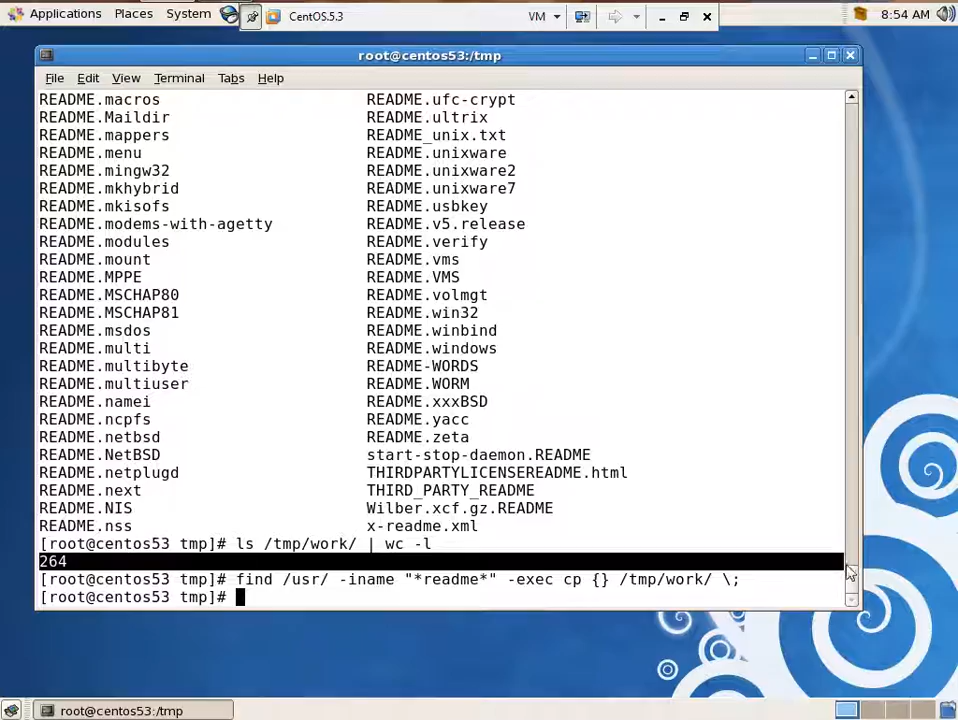 Applications Places System CentOS.5.3 VM 8:54 AM
root@centos53:/tmp
File Edit View Terminal Tabs Help
README.macros README.ufc-crypt
README.Maildir README.ultrix
README.mappers README_unix.txt
README.menu README.unixware
README.mingw32 README.unixware2
README.mkhybrid README.unixware7
README.mkisofs README.usbkey
README.modems-with-agetty README.v5.release
README.modules README.verify
README.mount README.vms
README.MPPE README.VMS
README.MSCHAP80 README.volmgt
README.MSCHAP81 README.win32
README.msdos README.winbind
README.multi README.windows
README.multibyte README-WORDS
README.multiuser README.WORM
README.namei README.xxxBSD
README.ncpfs README.yacc
README.netbsd README.zeta
README.NetBSD start-stop-daemon.README
README.netplugd THIRDPARTYLICENSEREADME.html
README.next THIRD_PARTY_README
README.NIS Wilber.xcf.gz.README
README.nss x-readme.xml
[root@centos53 tmp]# ls /tmp/work/ | wc -l
264
[root@centos53 tmp]# find /usr/ -iname "*readme*" -exec cp {} /tmp/work/ \;
[root@centos53 tmp]#
root@centos53:/tmp